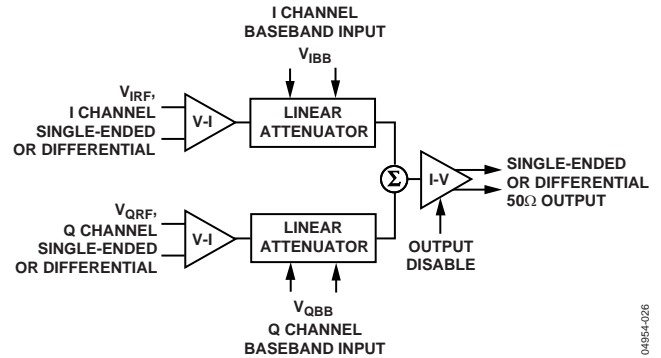 I CHANNEL
BASEBAND INPUT
VIBB
VIRF,
I CHANNEL
SINGLE-ENDED
OR DIFFERENTIAL
V-I
LINEAR
ATTENUATOR
Σ
I-V
SINGLE-ENDED
OR DIFFERENTIAL
50Ω OUTPUT
VQRF,
Q CHANNEL
SINGLE-ENDED
OR DIFFERENTIAL
V-I
LINEAR
ATTENUATOR
OUTPUT
DISABLE
VQBB
Q CHANNEL
BASEBAND INPUT
04954-026